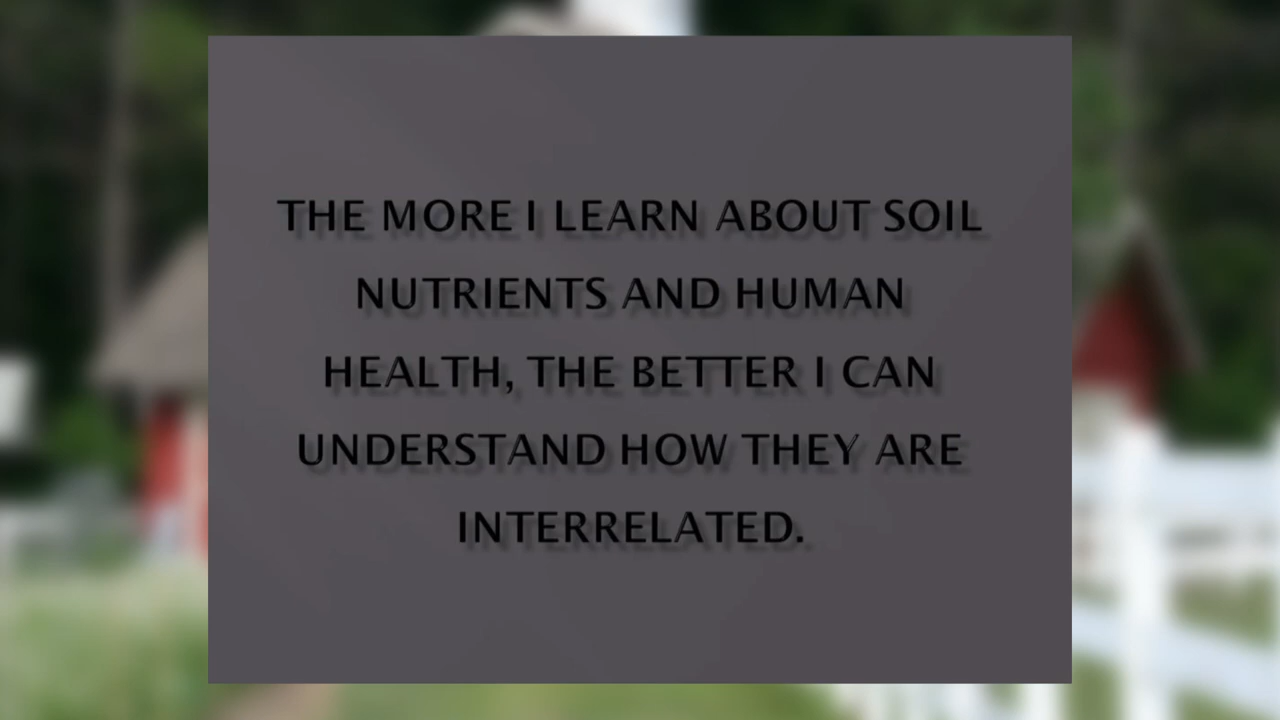 THE MORE I LEARN ABOUT SOIL
NUTRIENTS AND HUMAN
HEALTH, THE BETTER I CAN
UNDERSTAND HOW THEY ARE
INTERRELATED.